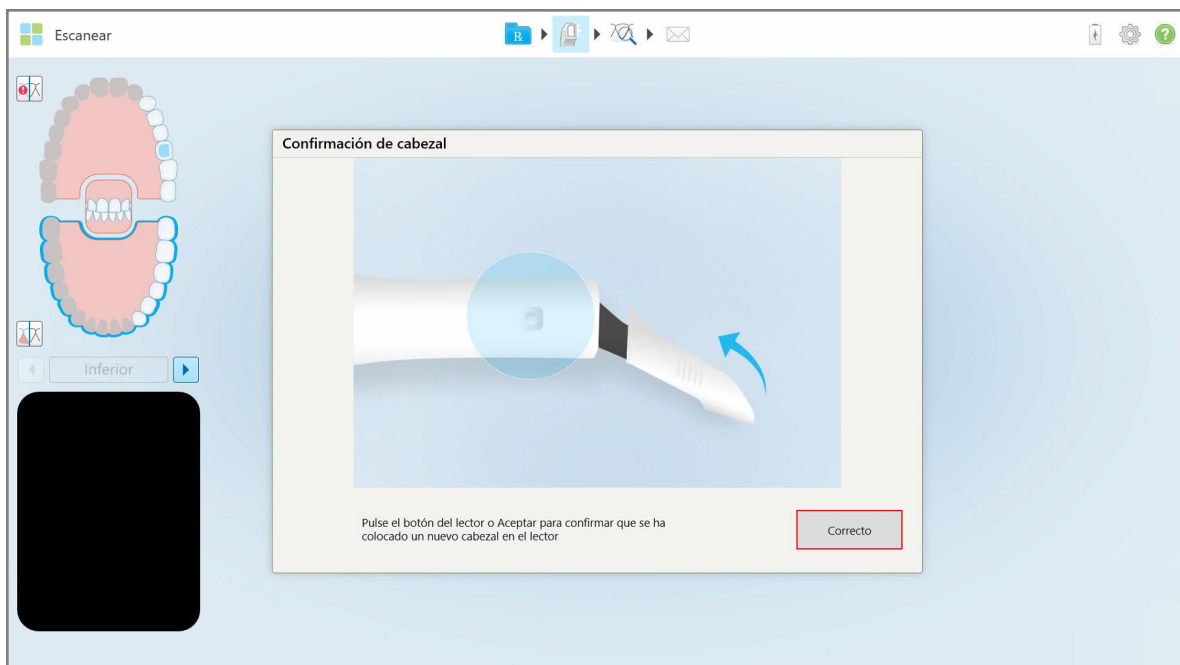 Escanear
R
?
Confirmación de cabezal
Inferior
Pulse el botón del lector o Aceptar para confirmar que se ha
colocado un nuevo cabezal en el lector
Correcto